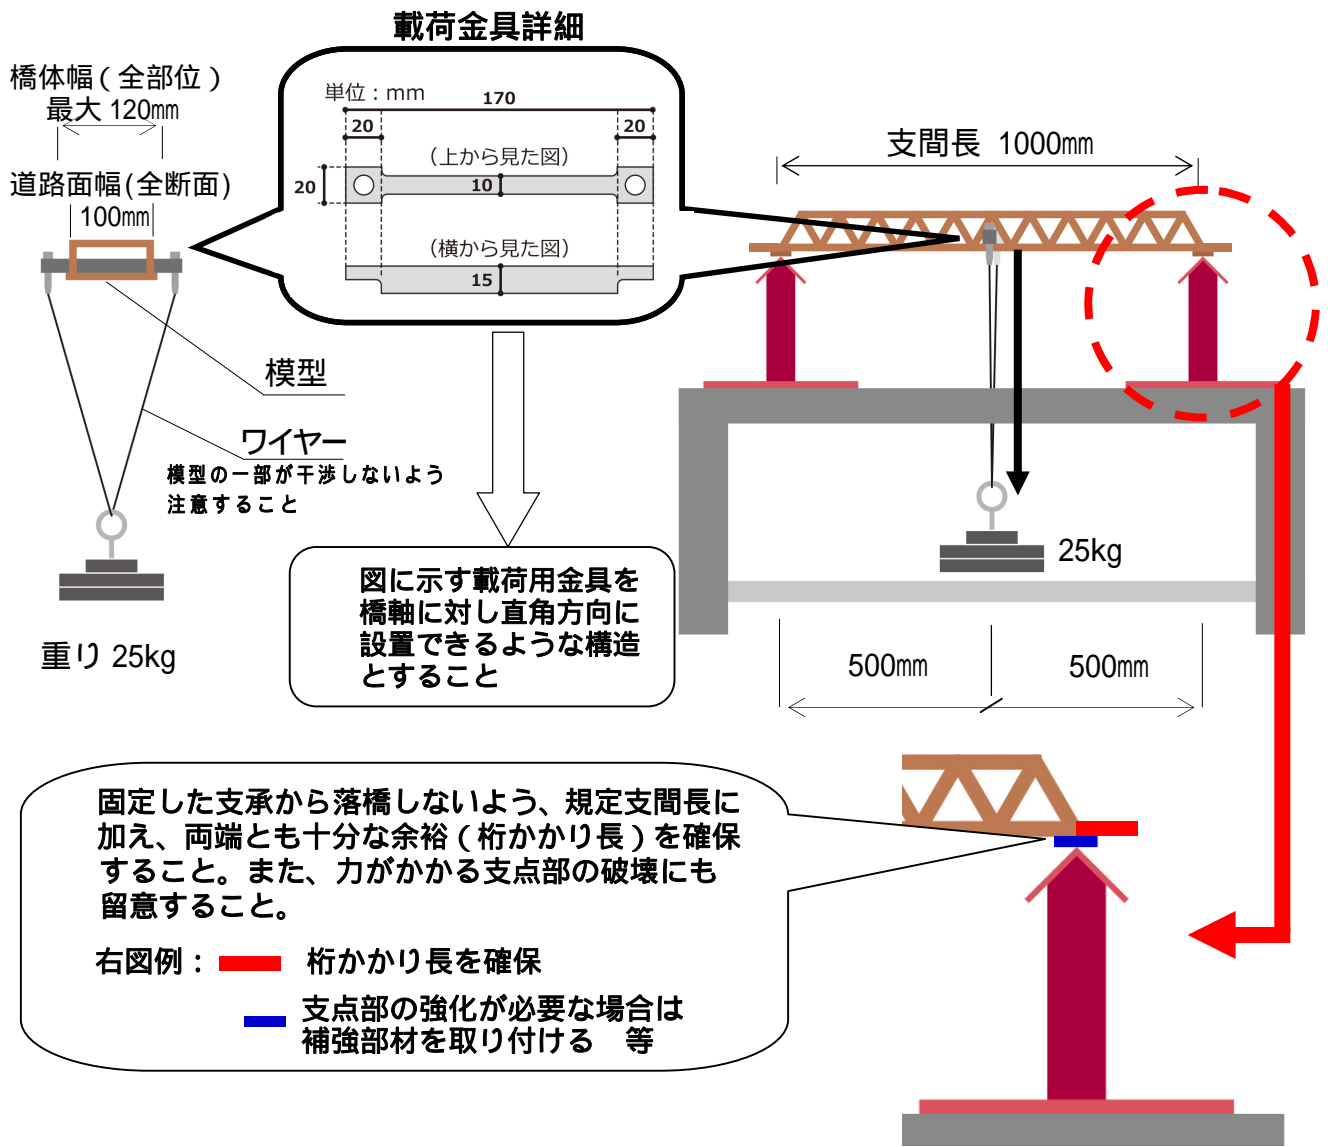 載荷金具詳細
橋体幅（全部位）
最大 120㎜
道路面幅(全断面)
100㎜
単位：mm
170
20
20
（上から見た図）
20
10
（横から見た図）
15
模型
ワイヤー
模型の一部が干渉しないよう
注意すること
重り 25kg
図に示す載荷用金具を
橋軸に対し直角方向に
設置できるような構造
とすること
支間長 1000㎜
25kg
500㎜
500㎜
固定した支承から落橋しないよう、規定支間長に
加え、両端とも十分な余裕（桁かかり長）を確保
すること。また、力がかかる支点部の破壊にも
留意すること。
右図例： 桁かかり長を確保
支点部の強化が必要な場合は
補強部材を取り付ける 等